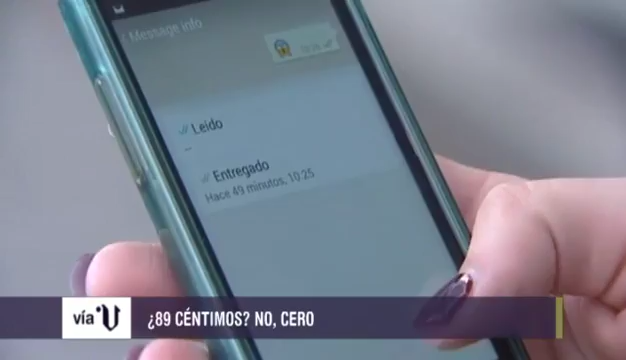 Message info
Leído
--
Entregado
Hace 49 minutos, 10:25
vía U
¿89 CÉNTIMOS? NO, CERO